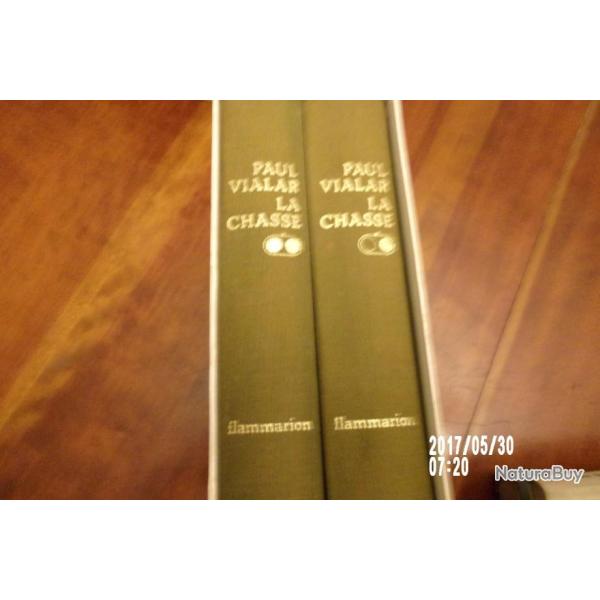 PAUL
VIALAR
LA
CHASSE
flammarion
PAUL
VIALAR
LA
CHASSE
flammarion
2017/05/30
07:20
NaturaBuy